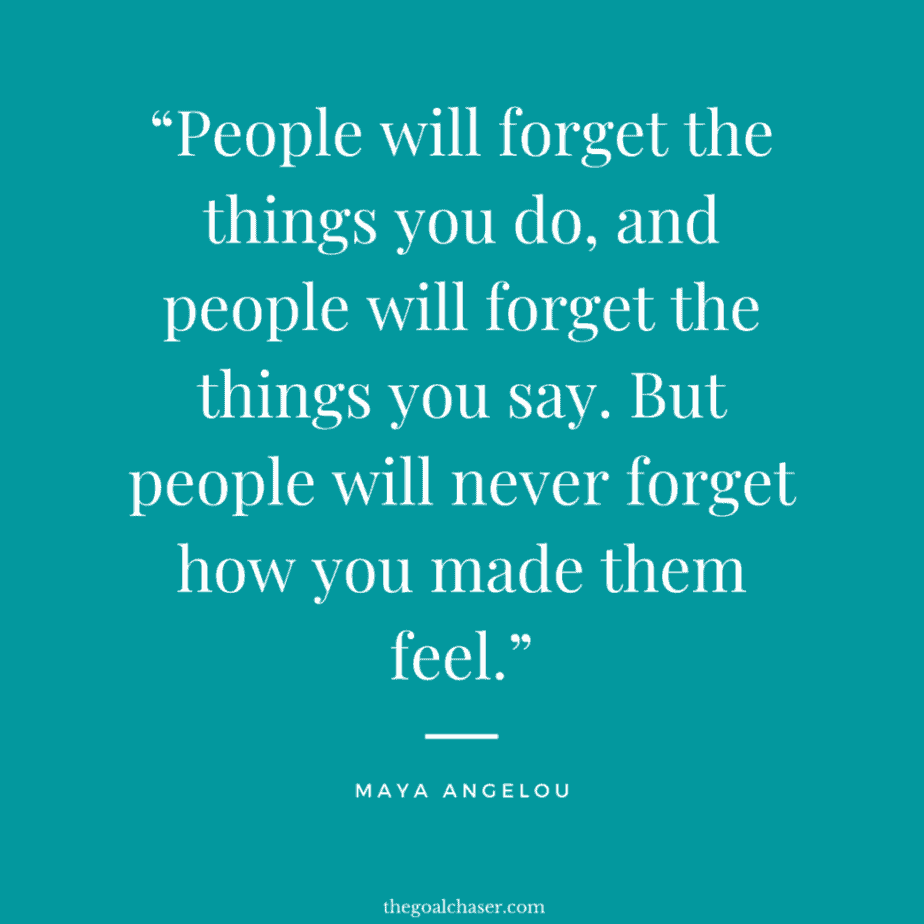 “People will forget the
things you do, and
people will forget the
things you say. But
people will never forget
how you made them
feel.”
MAYA ANGELOU
thegoalchaser.com